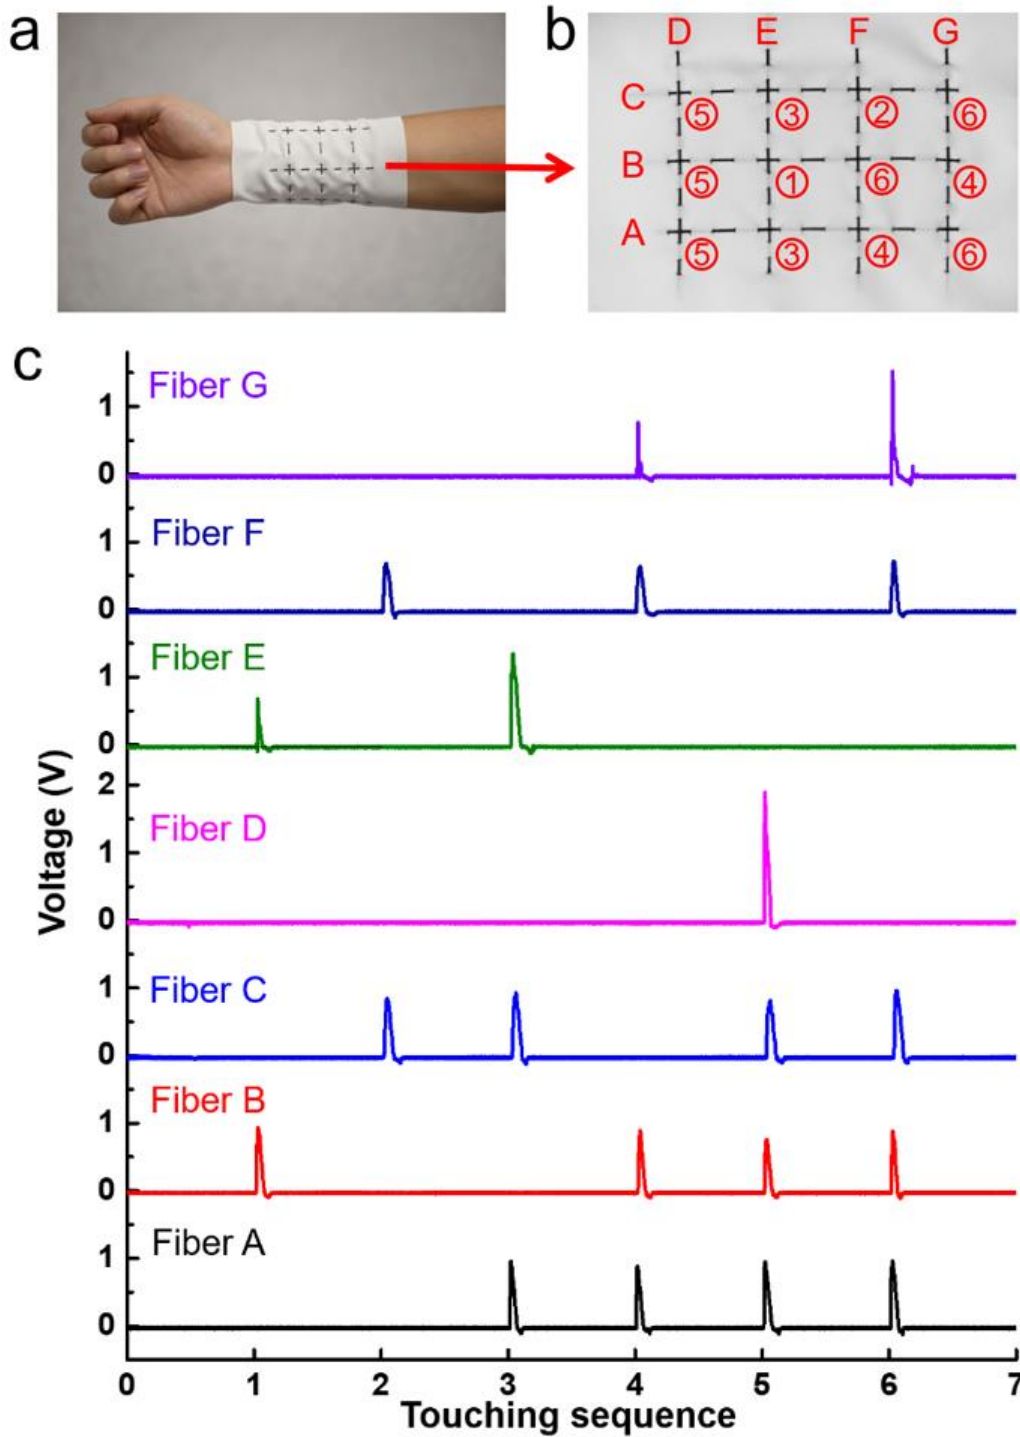 a
b
D E F G
C ⑤ ③ ② ⑥
B ⑤ ① ⑥ ④
A ⑤ ③ ④ ⑥
c
Fiber G
1
0
Fiber F
1
0
Fiber E
1
0
Fiber D
2
1
0
Fiber C
1
0
Fiber B
1
0
Fiber A
1
0
Voltage (V)
0 1 2 3 4 5 6 7
Touching sequence